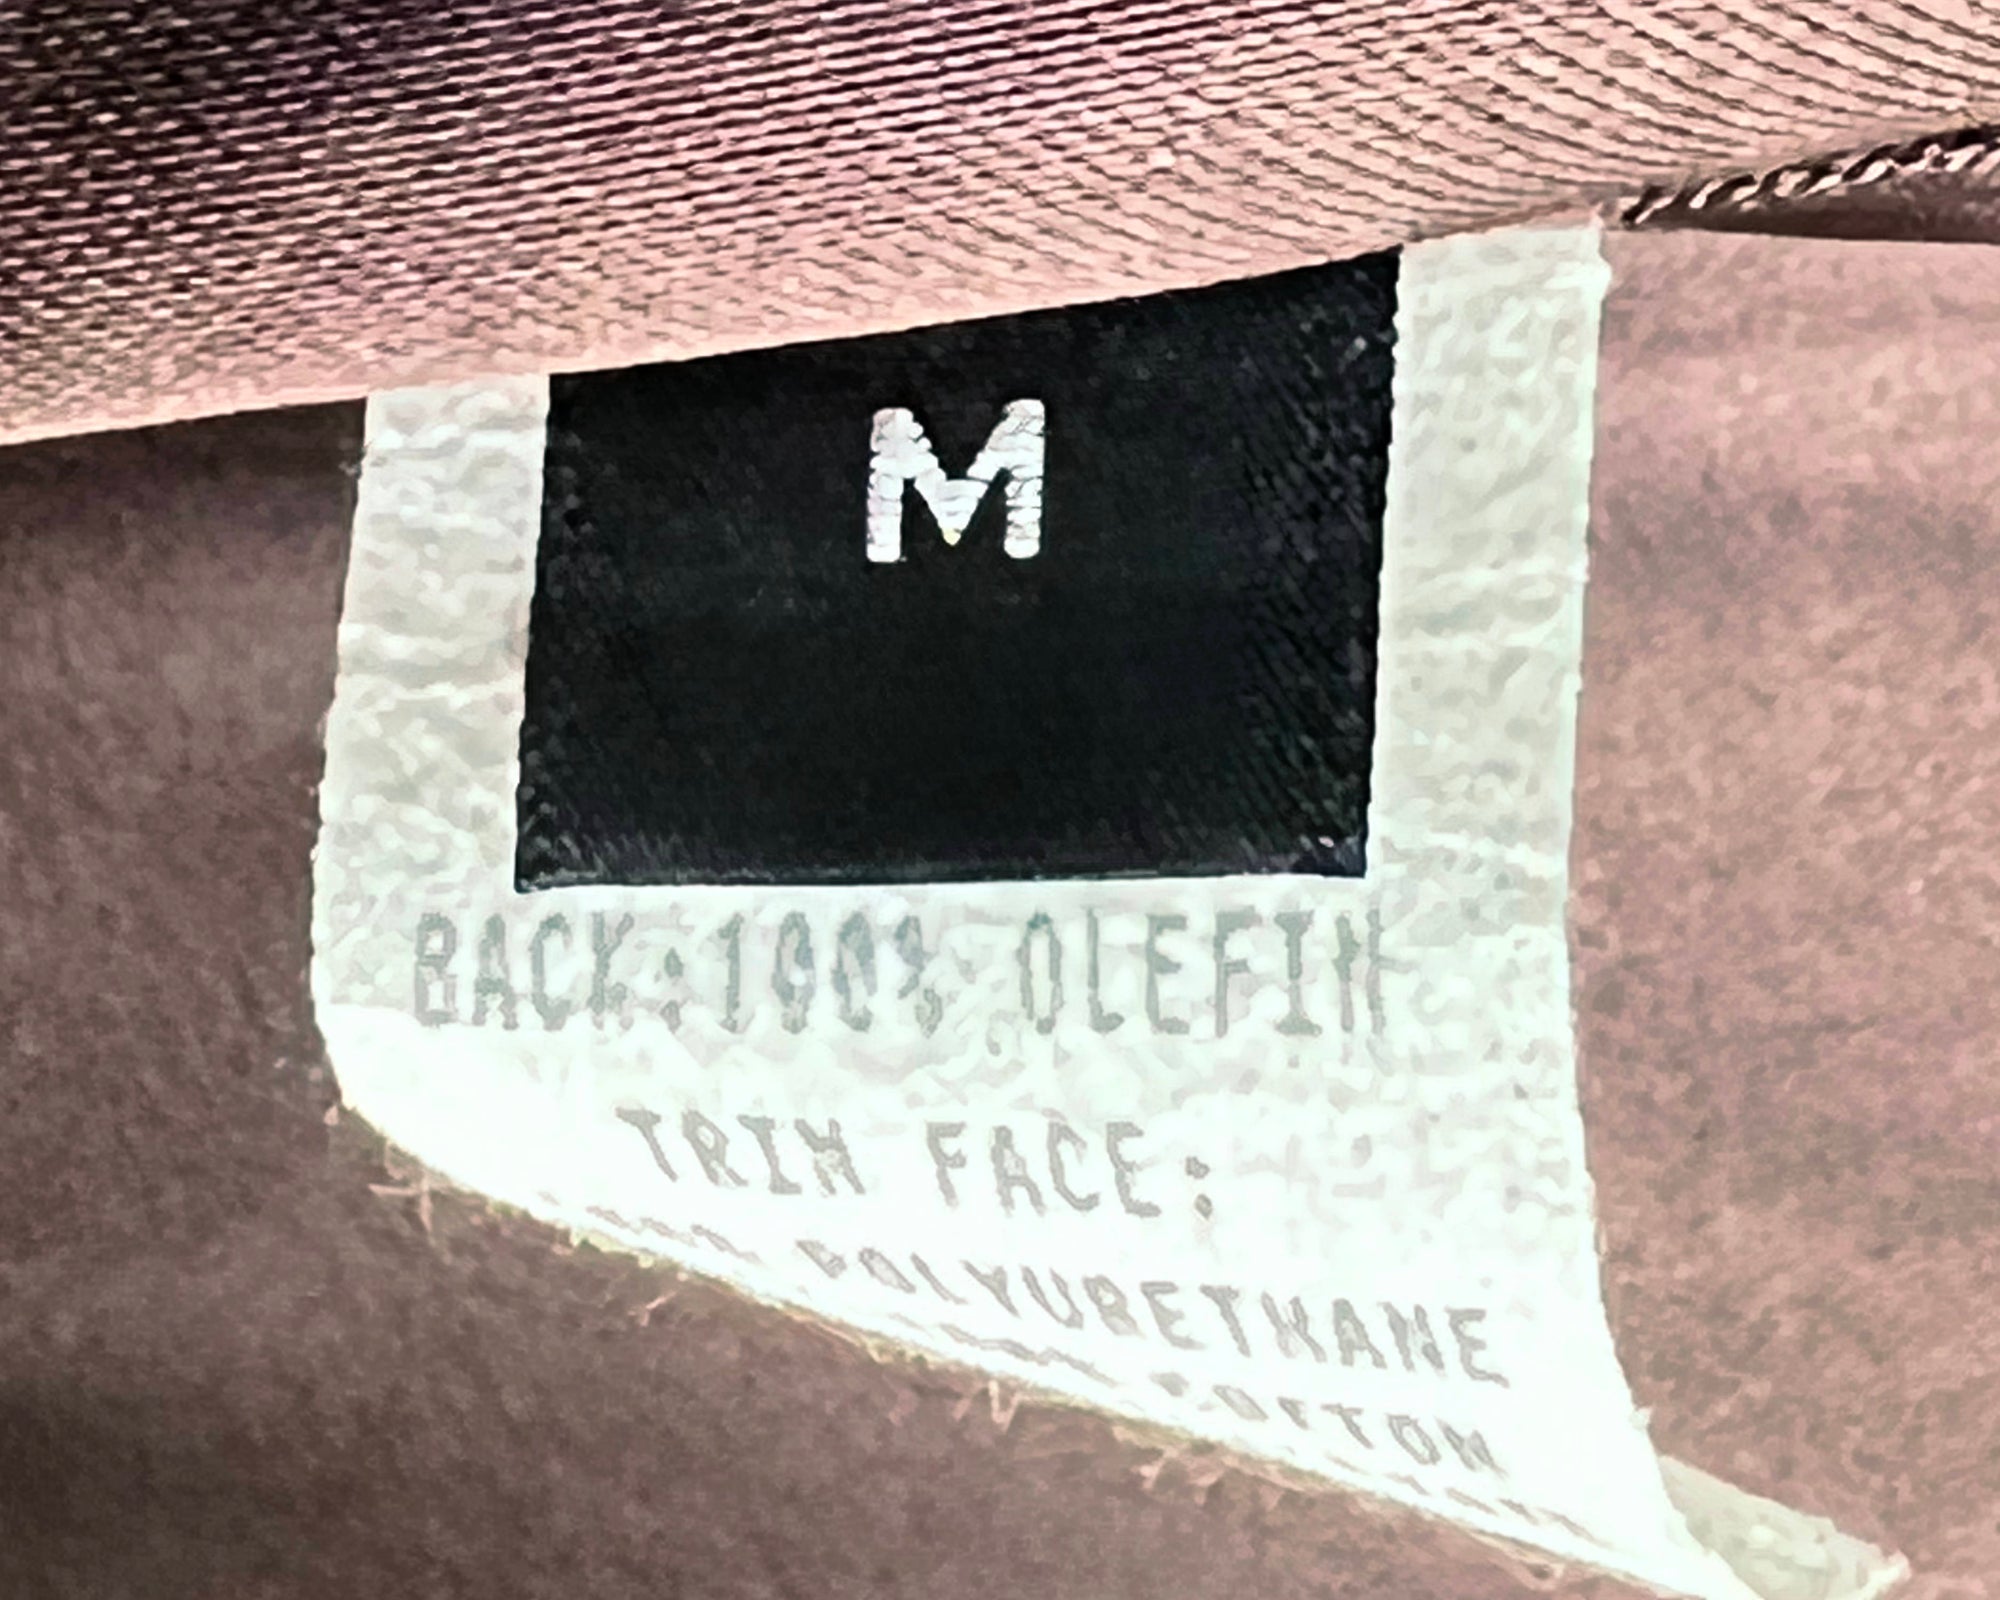 M
BACK:100% OLEFIN
TRIM FACE:
POLYURETHANE